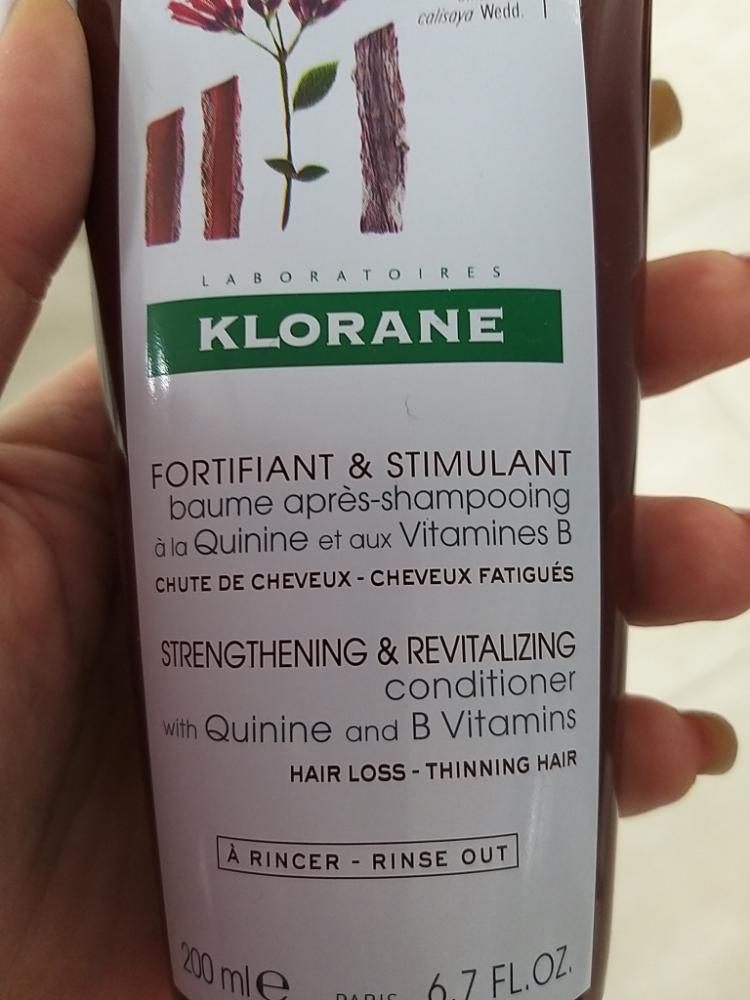 calisaya Wedd.
LABORATOIRES
KLORANE
FORTIFIANT & STIMULANT
baume après-shampooing
à la Quinine et aux Vitamines B
CHUTE DE CHEVEUX - CHEVEUX FATIGUÉS
STRENGTHENING & REVITALIZING
conditioner
with Quinine and B Vitamins
HAIR LOSS - THINNING HAIR
À RINCER - RINSE OUT
200 ml e PARIS 6.7 FL.OZ.